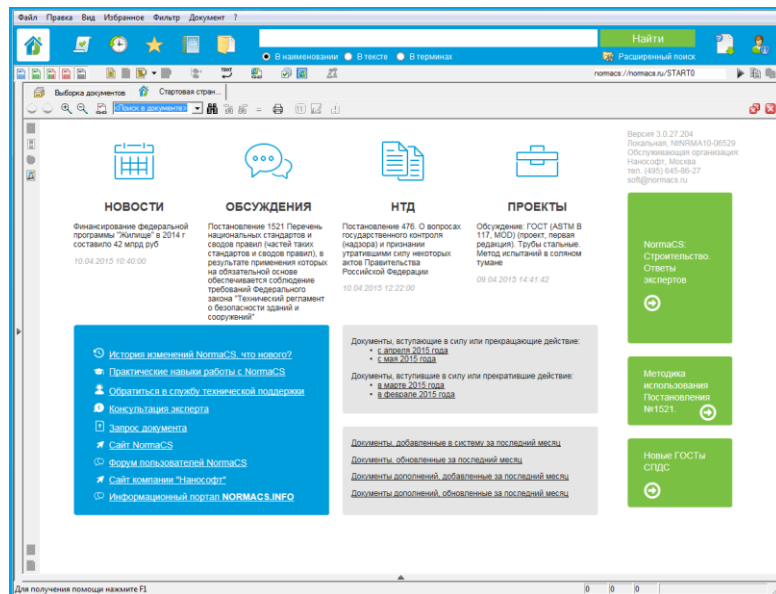 Файл Правка Вид Избранное Фильтр Документ ?
Найти
В наименовании В тексте В терминах
Расширенный поиск
normacs://normacs.ru/START0
Выборка документов Стартовая стран...
<Поиск в документе>
Версия 3.0.27.204
Локальная, NINRMA10-06529
Обслуживающая организация:
Нанософт, Москва
тел. (495) 645-86-27
soft@normacs.ru
НОВОСТИ
Финансирование федеральной
программы "Жилище" в 2014 г
составило 42 млрд руб
10.04.2015 10:40:00
ОБСУЖДЕНИЯ
Постановление 1521 Перечень
национальных стандартов и
сводов правил (частей таких
стандартов и сводов правил), в
результате применения которых
на обязательной основе
обеспечивается соблюдение
требований Федерального
закона "Технический регламент
о безопасности зданий и
сооружений"
НТД
Постановление 476. О вопросах
государственного контроля
(надзора) и признании
утратившими силу некоторых
актов Правительства
Российской Федерации
10.04.2015 12:22:00
ПРОЕКТЫ
Обсуждение: ГОСТ (ASTM B
117, MOD) (проект, первая
редакция). Трубы стальные.
Метод испытаний в соляном
тумане
09.04.2015 14:41:42
NormaCS:
Строительство.
Ответы
экспертов
История изменений NormaCS, что нового?
Практические навыки работы с NormaCS
Обратиться в службу технической поддержки
Консультация эксперта
Запрос документа
Сайт NormaCS
Форум пользователей NormaCS
Сайт компании "Нанософт"
Информационный портал NORMACS.INFO
Документы, вступающие в силу или прекращающие действие:
с апреля 2015 года
с мая 2015 года
Документы, вступившие в силу или прекратившие действие:
в марте 2015 года
в феврале 2015 года
Документы, добавленные в систему за последний месяц
Документы, обновленные за последний месяц
Документы дополнений, добавленные за последний месяц
Документы дополнений, обновленные за последний месяц
Методика
использования
Постановления
№1521.
Новые ГОСТы
СПДС
Для получения помощи нажмите F1
0 0 0